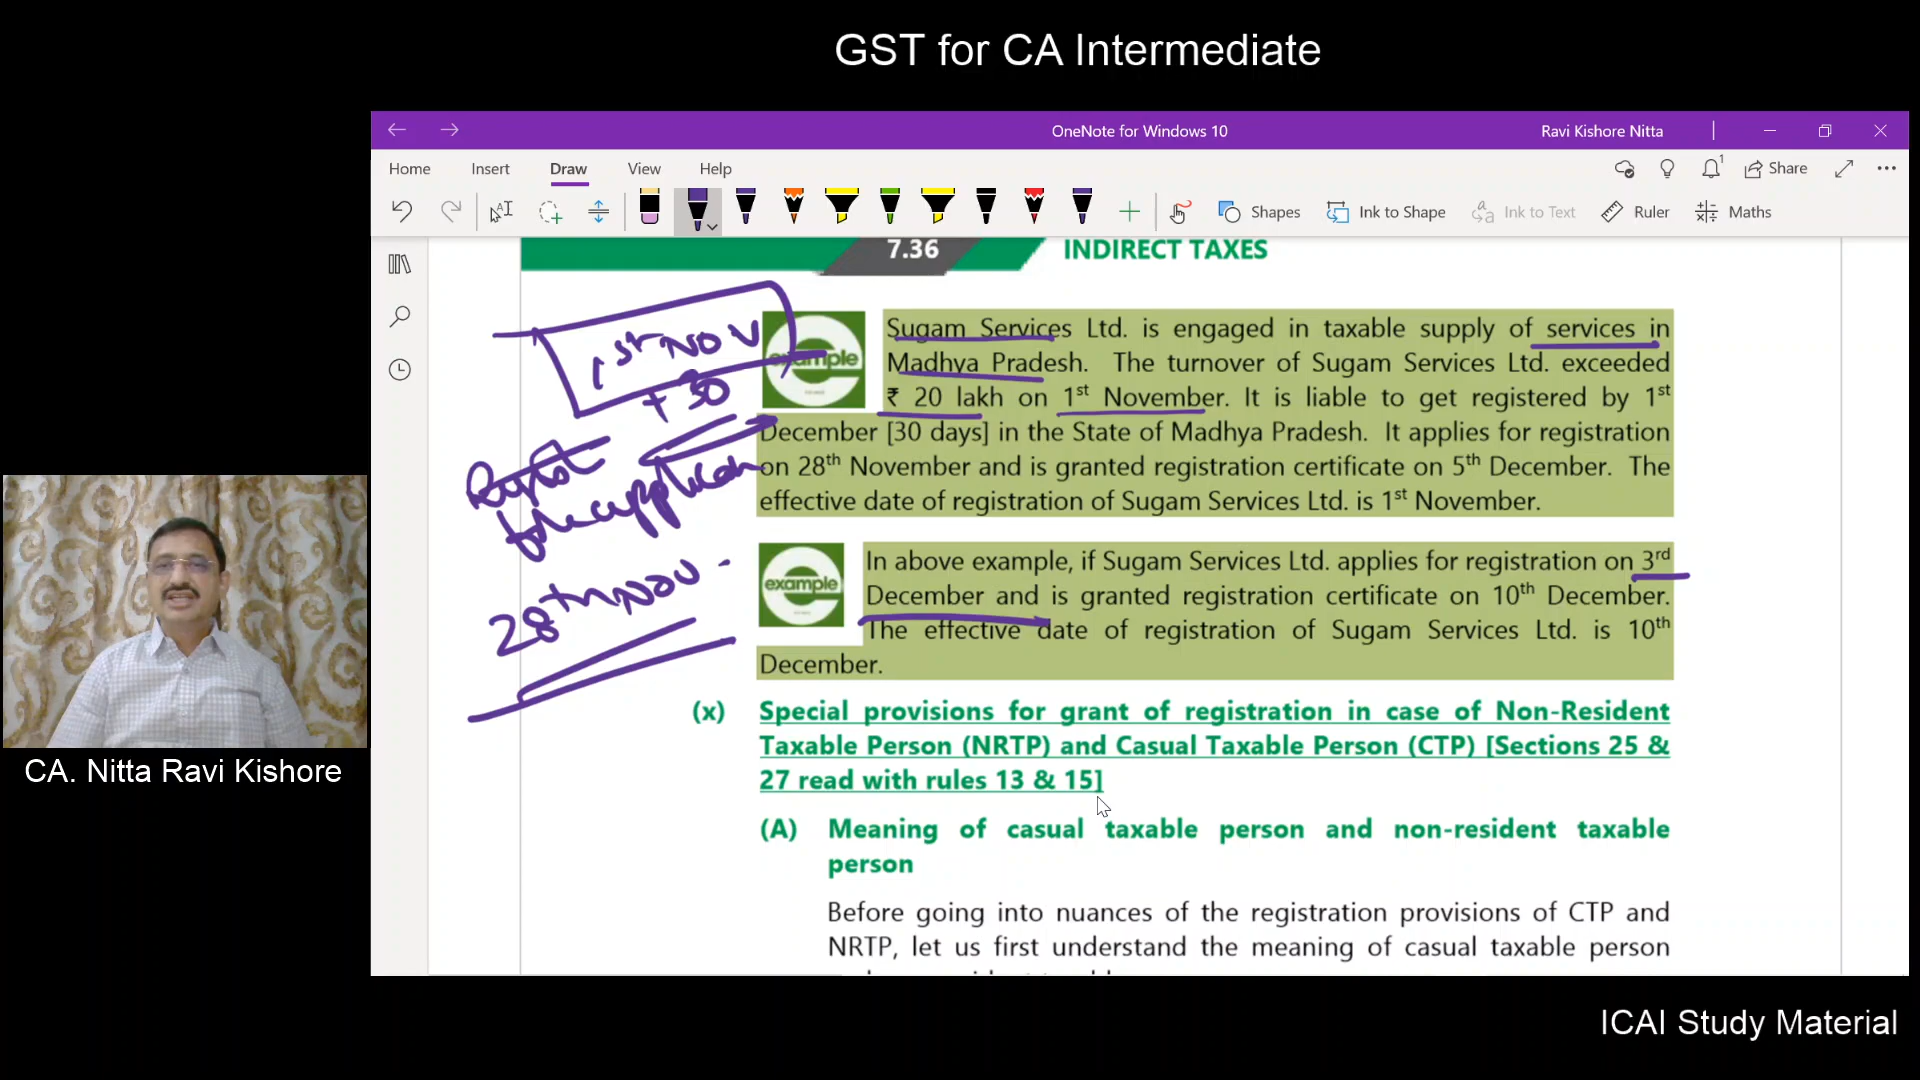 GST for CA Intermediate
OneNote for Windows 10
Ravi Kishore Nitta
Home Insert Draw View Help
1
Share
Ink to Shape
Shapes
Ink to Text
Ruler
Maths
7.36 INDIRECT TAXES
1st NOV
+30
example
Sugam Services Ltd. is engaged in taxable supply of services in
Madhya Pradesh. The turnover of Sugam Services Ltd. exceeded
₹ 20 lakh on 1st November. It is liable to get registered by 1st
December [30 days] in the State of Madhya Pradesh. It applies for registration
on 28th November and is granted registration certificate on 5th December. The
effective date of registration of Sugam Services Ltd. is 1st November.
28th Nov
example
In above example, if Sugam Services Ltd. applies for registration on 3rd
December and is granted registration certificate on 10th December.
The effective date of registration of Sugam Services Ltd. is 10th
December.
(x) Special provisions for grant of registration in case of Non-Resident
Taxable Person (NRTP) and Casual Taxable Person (CTP) [Sections 25 &
27 read with rules 13 & 15]
(A) Meaning of casual taxable person and non-resident taxable
person
Before going into nuances of the registration provisions of CTP and
NRTP, let us first understand the meaning of casual taxable person
CA. Nitta Ravi Kishore
ICAI Study Material